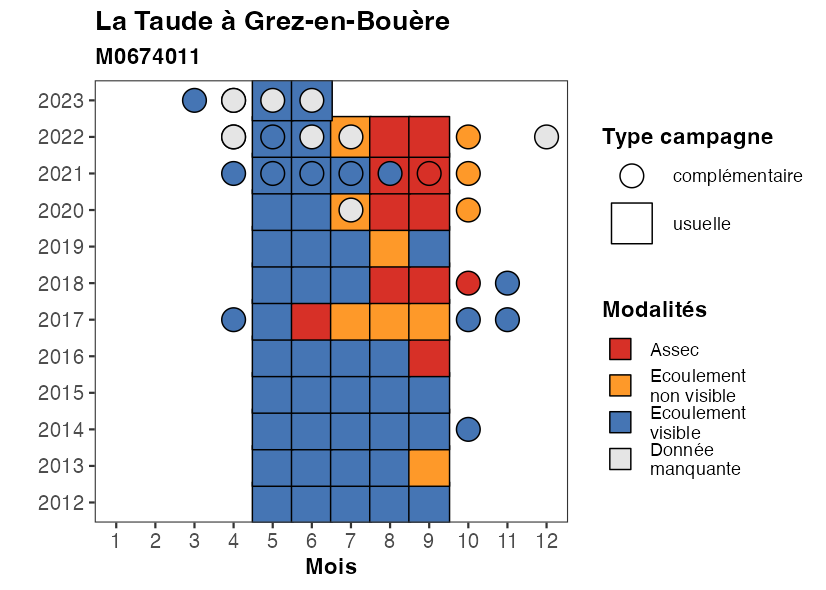 La Taude à Grez-en-Bouère
M0674011
2023
2022
2021
2020
2019
2018
2017
2016
2015
2014
2013
2012
1 2 3 4 5 6 7 8 9 10 11 12
Mois
Type campagne
complémentaire
usuelle
Modalités
Assec
Ecoulement
non visible
Ecoulement
visible
Donnée
manquante